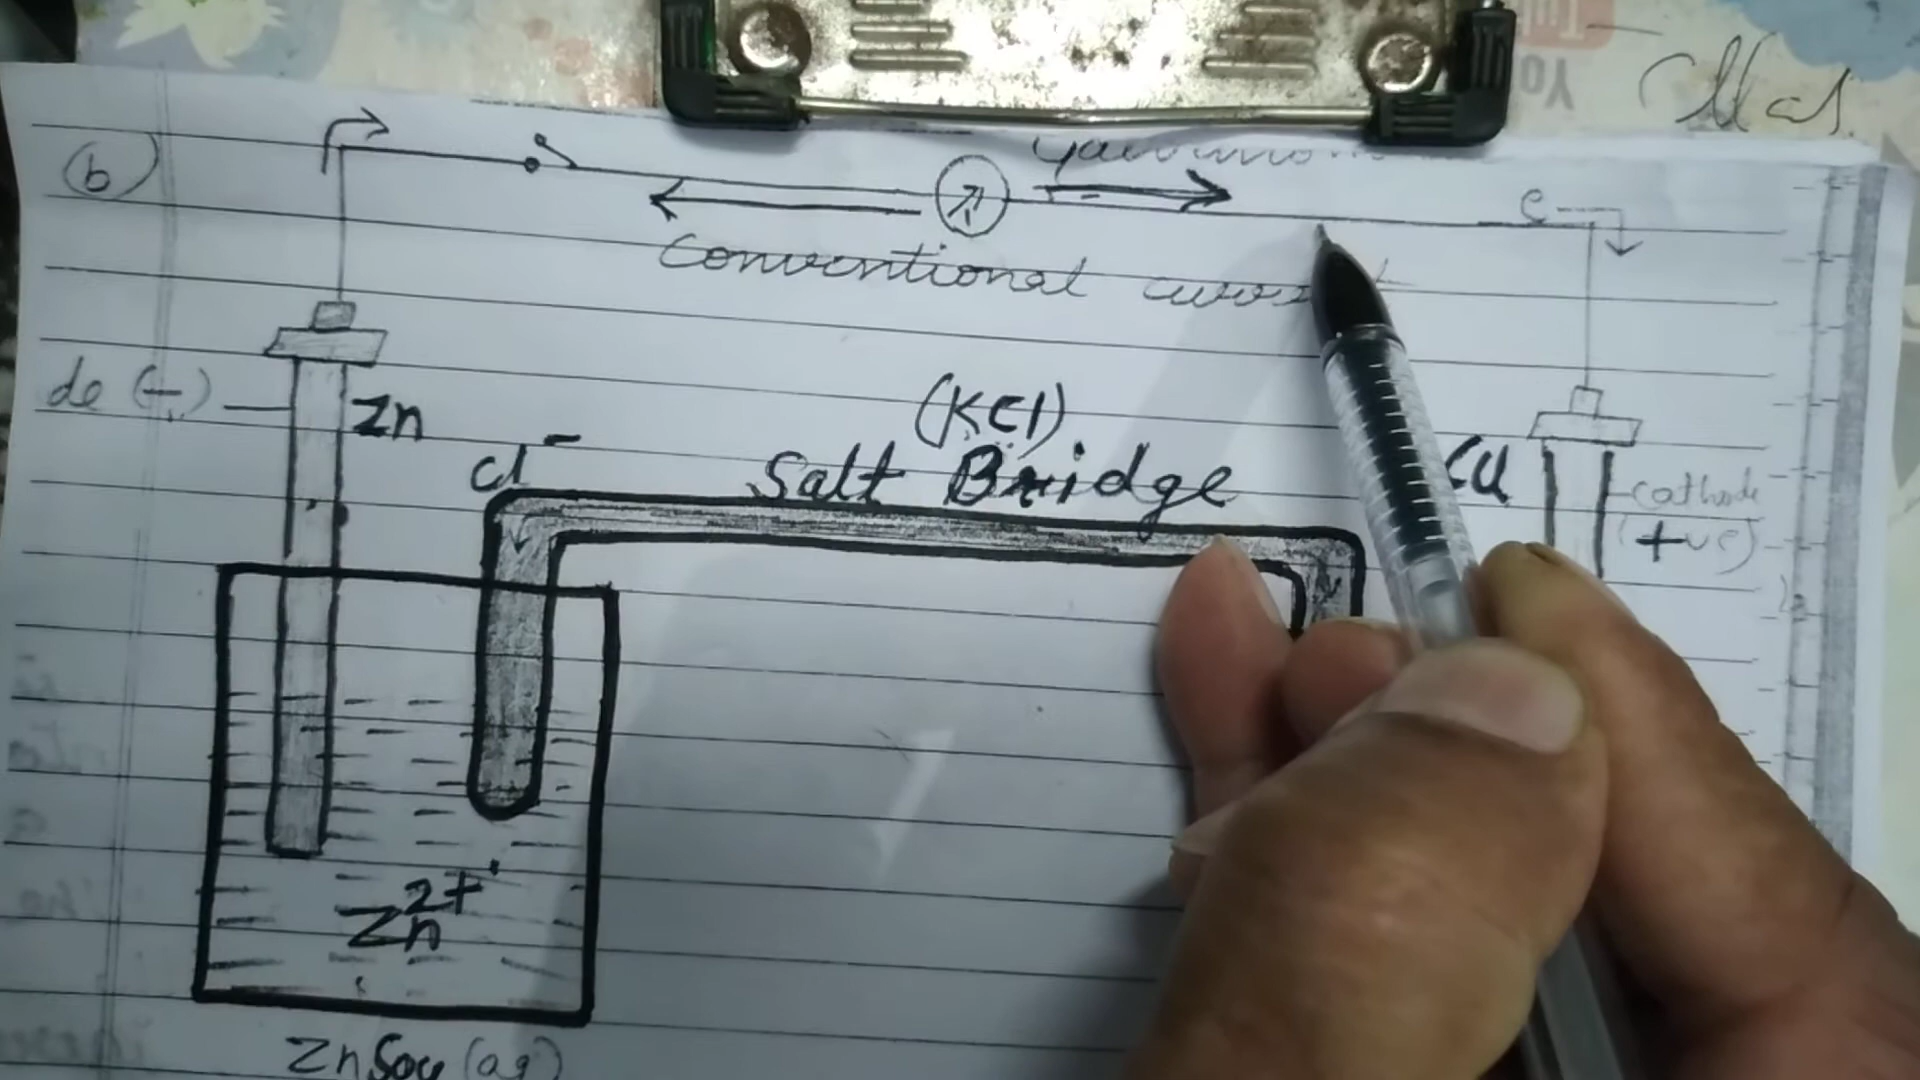 (b)
e
Conventional
de (-)
Zn
(KCl)
Cl-
Salt Bridge
Cu
cathode
(+ve)
Zn2+
ZnSO4 (aq)